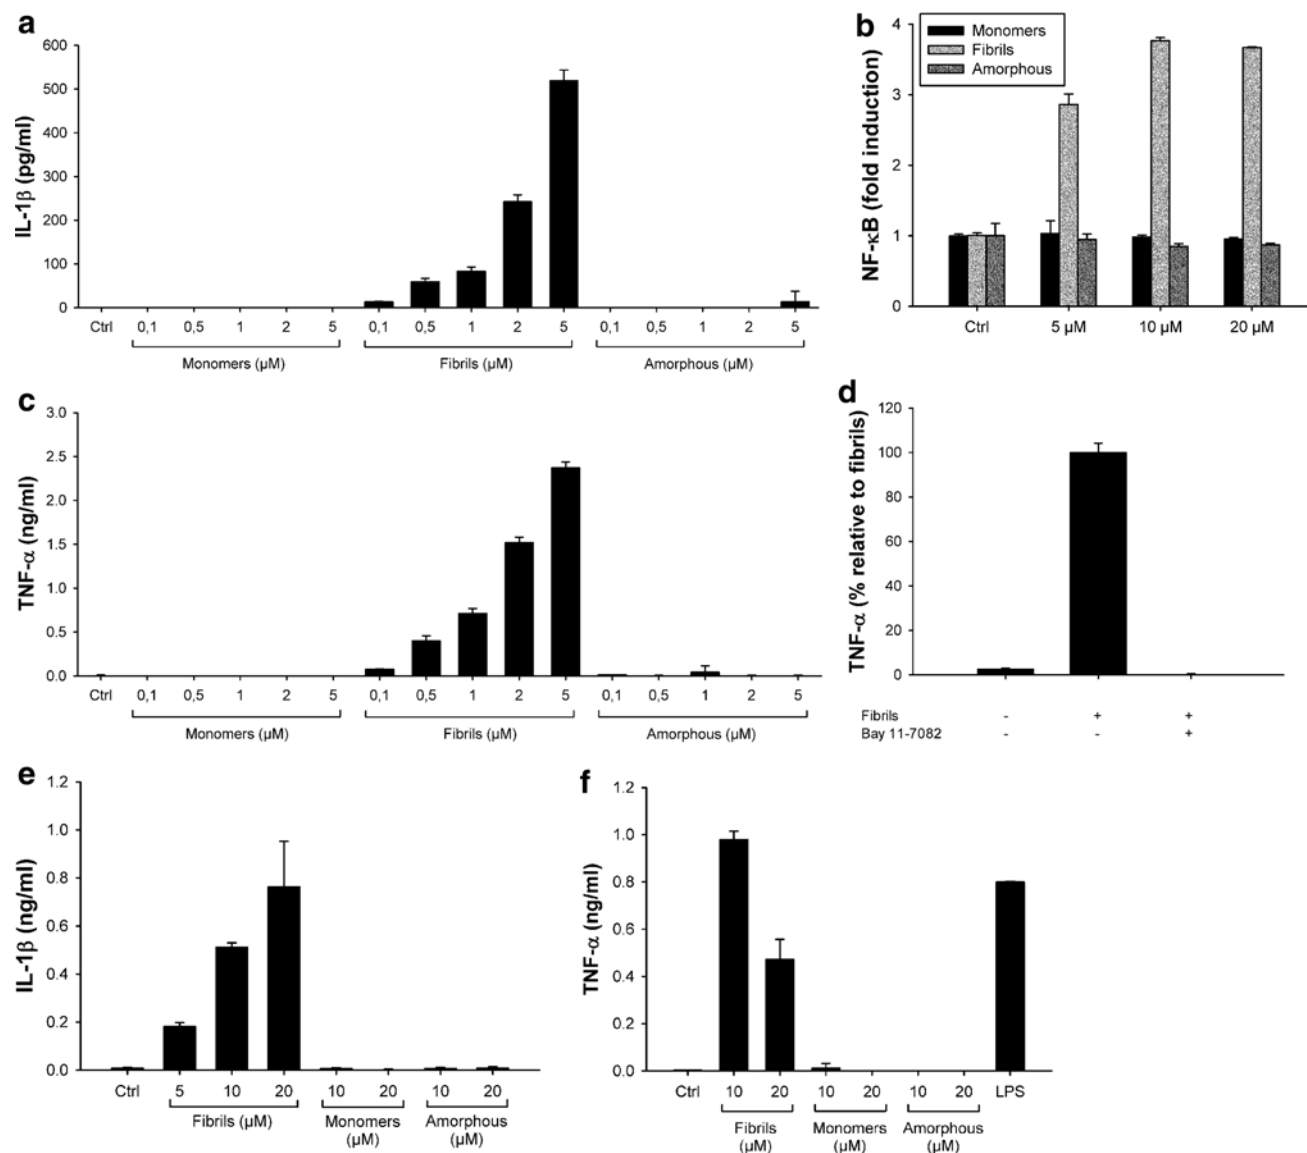 a
IL-1β (pg/ml)
600
500
400
300
200
100
0
Ctrl 0,1 0,5 1 2 5 0,1 0,5 1 2 5 0,1 0,5 1 2 5
Monomers (µM) Fibrils (µM) Amorphous (µM)
b
NF-κB (fold induction)
Monomers
Fibrils
Amorphous
4
3
2
1
0
Ctrl 5 µM 10 µM 20 µM
c
TNF-α (ng/ml)
3.0
2.5
2.0
1.5
1.0
0.5
0.0
Ctrl 0,1 0,5 1 2 5 0,1 0,5 1 2 5 0,1 0,5 1 2 5
Monomers (µM) Fibrils (µM) Amorphous (µM)
d
TNF-α (% relative to fibrils)
120
100
80
60
40
20
0
Fibrils - + +
Bay 11-7082 - - +
e
IL-1β (ng/ml)
1.2
1.0
0.8
0.6
0.4
0.2
0.0
Ctrl 5 10 20 10 20 10 20
Fibrils (µM) Monomers Amorphous
(µM) (µM)
f
TNF-α (ng/ml)
1.2
1.0
0.8
0.6
0.4
0.2
0.0
Ctrl 10 20 10 20 10 20 LPS
Fibrils Monomers Amorphous
(µM) (µM) (µM)